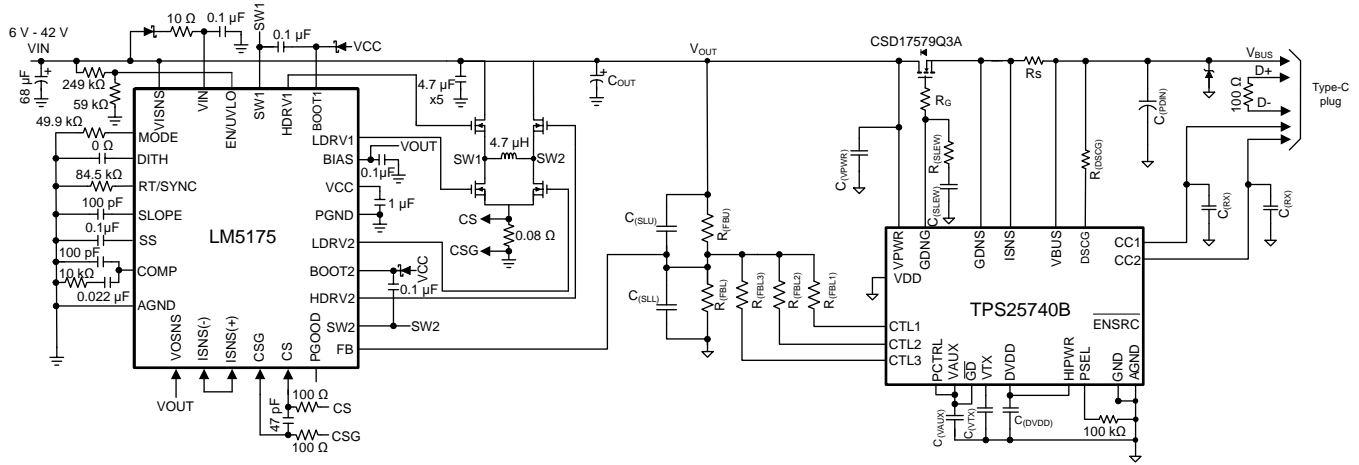 6 V - 42 V
VIN
68 µF
+
10 Ω
0.1 µF
SW1
0.1 µF
VCC
249 kΩ
59 kΩ
49.9 kΩ
0 Ω
84.5 kΩ
100 pF
0.1µF
100 pF
10 kΩ
0.022 µF
VISNS
VIN
EN/UVLO
SW1
HDRV1
BOOT1
MODE
DITH
RT/SYNC
SLOPE
SS
COMP
AGND
LM5175
LDRV1
BIAS
VCC
PGND
LDRV2
BOOT2
HDRV2
SW2
FB
VOSNS
ISNS(-)
ISNS(+)
CSG
CS
PGOOD
VOUT
47 pF
100 Ω
CS
100 Ω
CSG
VOUT
0.1µF
1 µF
VCC
0.1 µF
SW2
4.7 µF
x5
4.7 µH
SW1
SW2
CS
CSG
0.08 Ω
+
COUT
VOUT
C(SLU)
R(FBU)
C(SLL)
R(FBL)
R(FBL3)
R(FBL2)
R(FBL1)
CSD17579Q3A
RG
Rs
C(VPWR)
R(ISLEW)
C(SLEW)
R(DSCG)
C(PDIN)
VBUS
D+
100 Ω
D-
Type-C
plug
C(RX)
C(RX)
VPWR
VDD
GDNG
GDNS
ISNS
VBUS
DSCG
CC1
CC2
TPS25740B
ENSRC
CTL1
CTL2
CTL3
PCTRL
VAUX
GD
VTX
DVDD
HIPWR
PSEL
GND
AGND
C(VAUX)
C(VTX)
C(DVDD)
100 kΩ